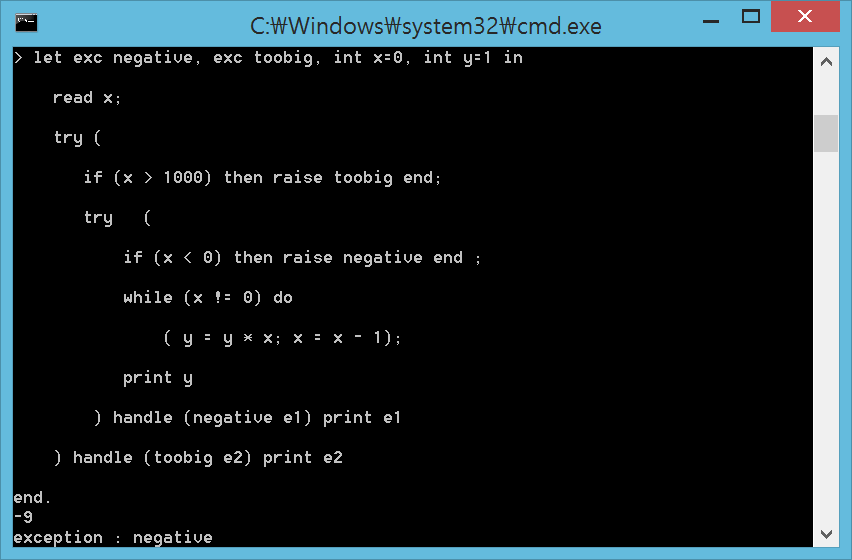 C:₩Windows₩system32₩cmd.exe
> let exc negative, exc toobig, int x=0, int y=1 in
read x;
try (
if (x > 1000) then raise toobig end;
try   (
if (x < 0) then raise negative end ;
while (x != 0) do
( y = y * x; x = x - 1);
print y
) handle (negative e1) print e1
) handle (toobig e2) print e2
end.
-9
exception : negative